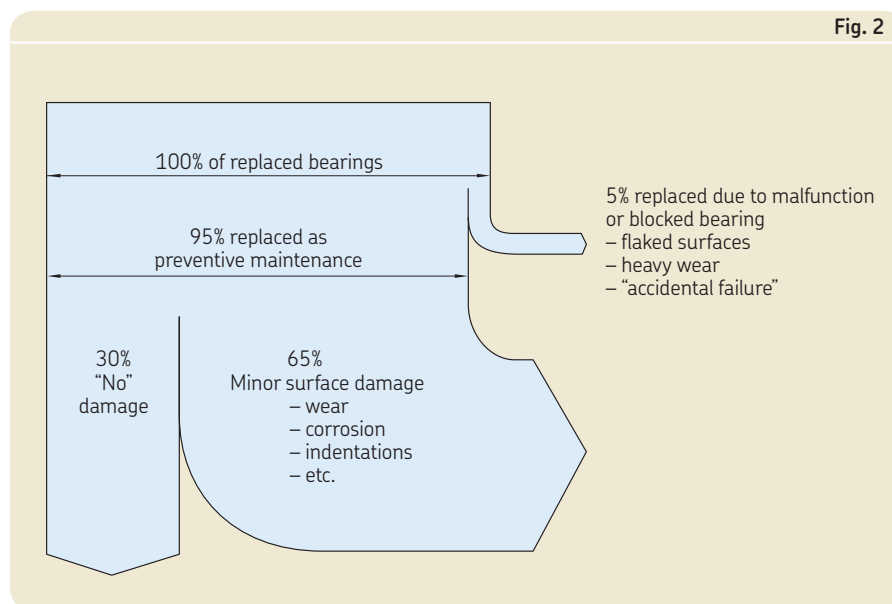 Fig. 2
100% of replaced bearings
95% replaced as
preventive maintenance
5% replaced due to malfunction
or blocked bearing
– flaked surfaces
– heavy wear
– “accidental failure”
30%
“No”
damage
65%
Minor surface damage
– wear
– corrosion
– indentations
– etc.